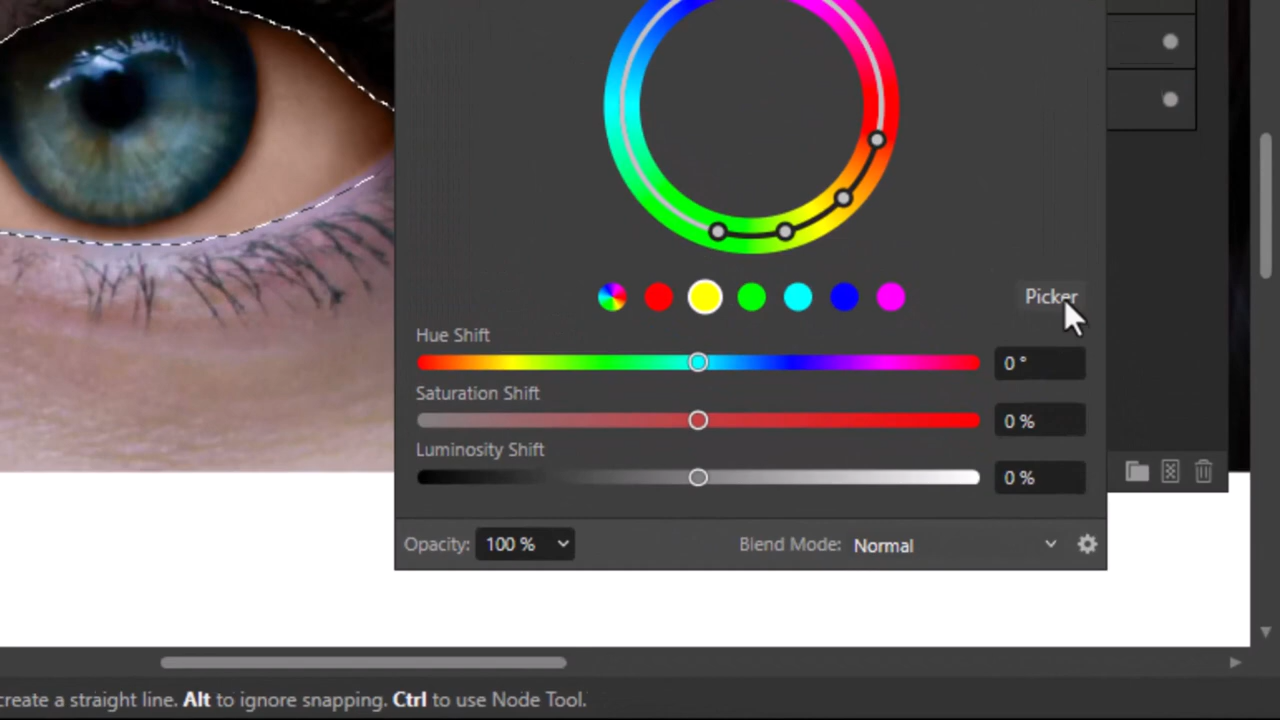 Picker
Hue Shift
0 °
Saturation Shift
0 %
Luminosity Shift
0 %
Opacity: 100 % Blend Mode: Normal
create a straight line. Alt to ignore snapping. Ctrl to use Node Tool.